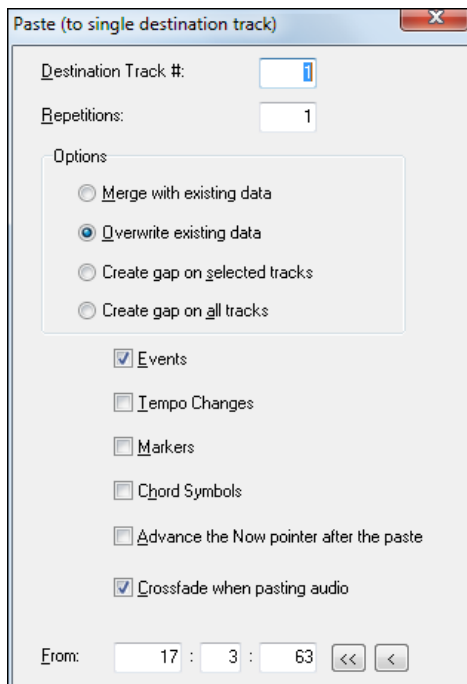 Paste (to single destination track)
Destination Track #: 1
Repetitions: 1
Options
Merge with existing data
Overwrite existing data
Create gap on selected tracks
Create gap on all tracks
Events
Tempo Changes
Markers
Chord Symbols
Advance the Now pointer after the paste
Crossfade when pasting audio
From: 17 : 3 : 63 << <